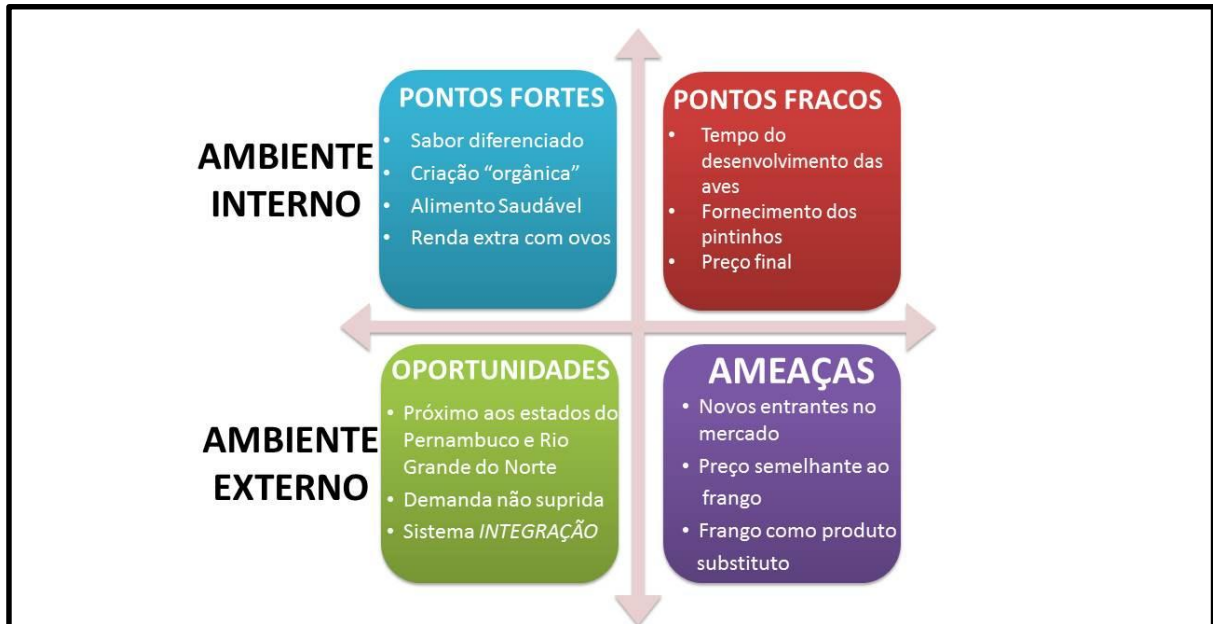 AMBIENTE
INTERNO
PONTOS FORTES
• Sabor diferenciado
• Criação “orgânica”
• Alimento Saudável
• Renda extra com ovos
PONTOS FRACOS
• Tempo do
desenvolvimento das
aves
• Fornecimento dos
pintinhos
• Preço final
AMBIENTE
EXTERNO
OPORTUNIDADES
• Próximo aos estados do
Pernambuco e Rio
Grande do Norte
• Demanda não suprida
• Sistema INTEGRAÇÃO
AMEAÇAS
• Novos entrantes no
mercado
• Preço semelhante ao
frango
• Frango como produto
substituto